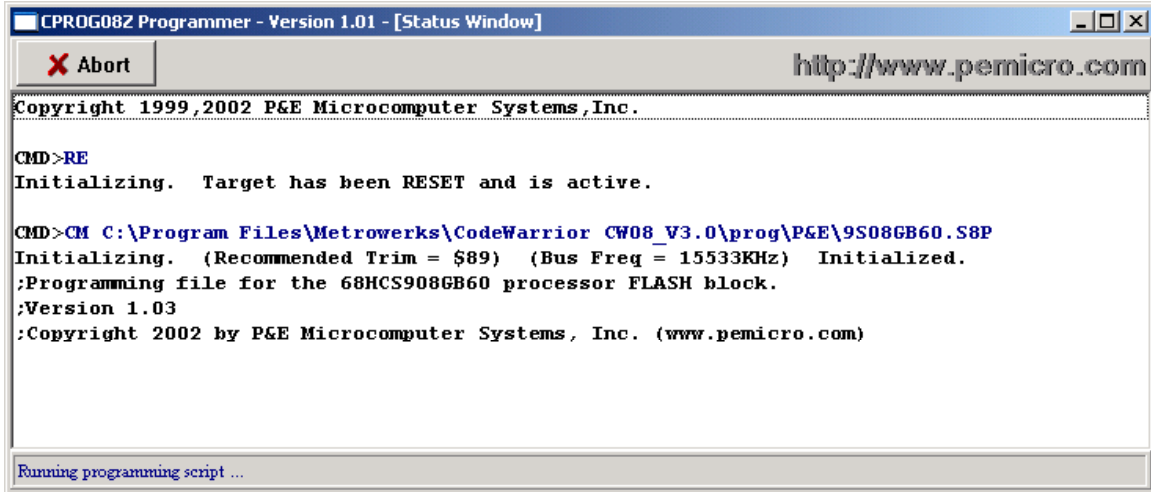 CPROG08Z Programmer - Version 1.01 - [Status Window]
Abort
http://www.pemicro.com
Copyright 1999,2002 P&E Microcomputer Systems,Inc.
CMD>RE
Initializing.  Target has been RESET and is active.
CMD>CM C:\Program Files\Metrowerks\CodeWarrior CW08_V3.0\prog\P&E\9S08GB60.S8P
Initializing.  (Recommended Trim = $89)  (Bus Freq = 15533KHz)  Initialized.
;Programming file for the 68HCS908GB60 processor FLASH block.
;Version 1.03
;Copyright 2002 by P&E Microcomputer Systems, Inc. (www.pemicro.com)
Running programming script ...